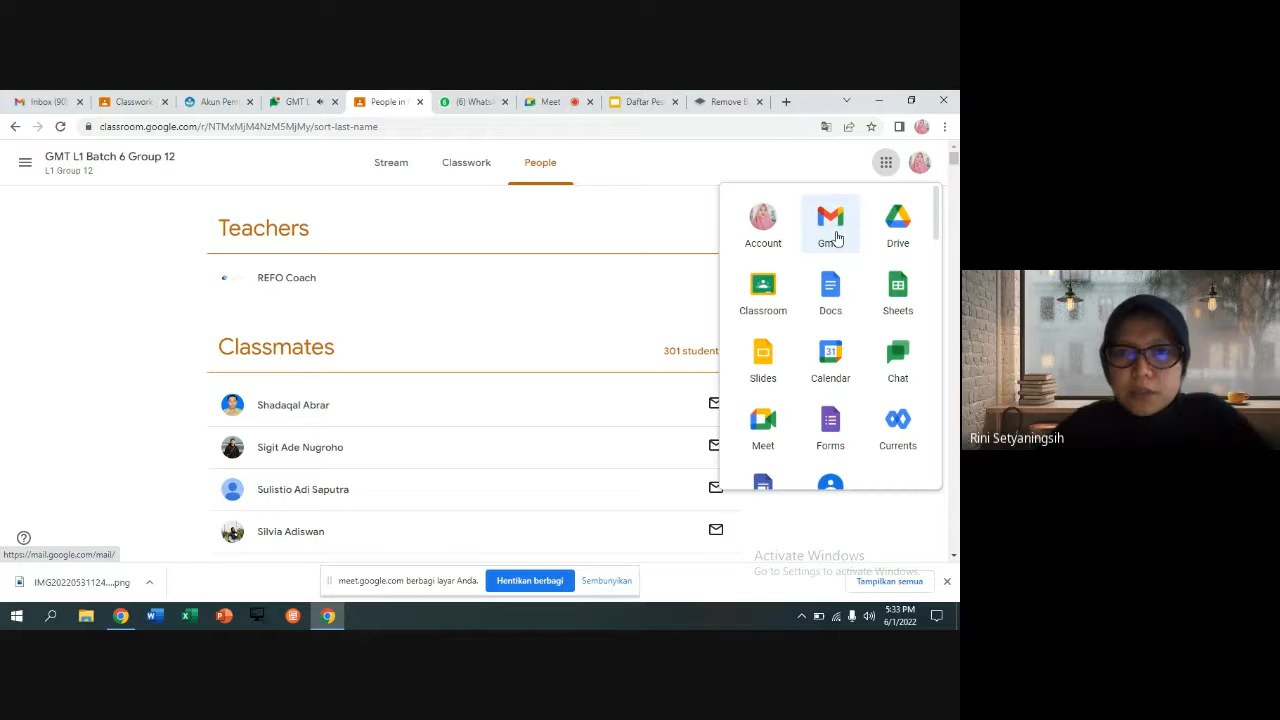 Inbox (90)
Classwork
Akun Pem
GMT L
People in
(6) WhatsA
Meet
Daftar Pes
Remove B
classroom.google.com/r/NTMxMjM4NzM5MjMy/sort-last-name
GMT L1 Batch 6 Group 12
L1 Group 12
Stream
Classwork
People
Teachers
REFO Coach
Classmates
301 student
Shadaqal Abrar
Sigit Ade Nugroho
Sulistio Adi Saputra
Silvia Adiswan
Account
Drive
Classroom
Docs
Sheets
Slides
31
Calendar
Chat
Meet
Forms
Currents
Rini Setyaningsih
https://mail.google.com/mail/
Activate Windows
Go to Settings to activate Windows.
IMG20220531124....png
meet.google.com berbagi layar Anda.
Hentikan berbagi
Sembunyikan
Tampilkan semua
5:33 PM
6/1/2022